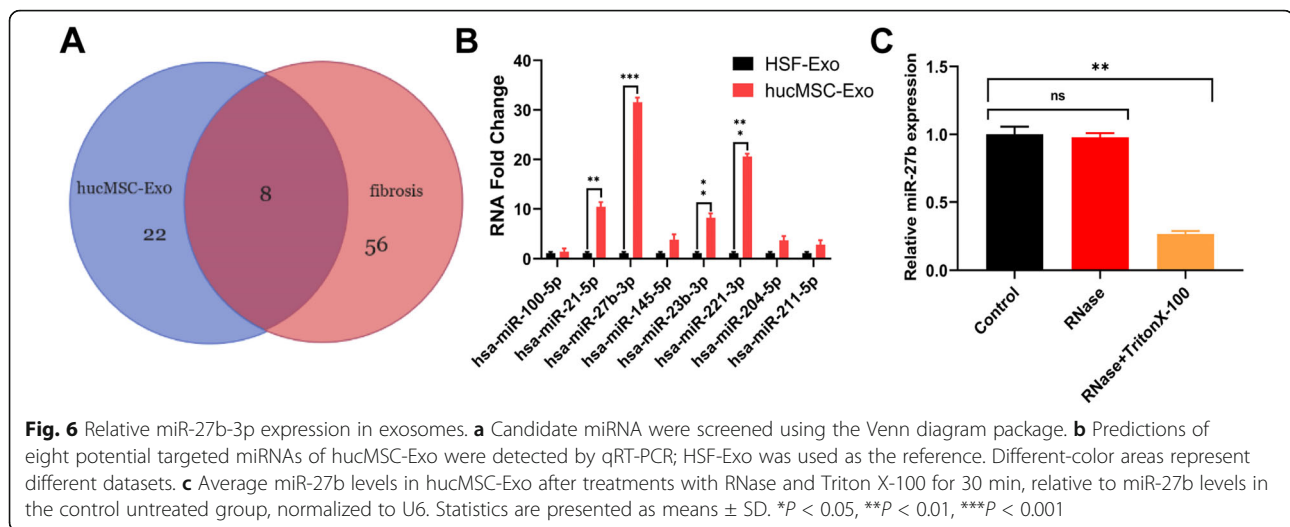 A
hucMSC-Exo
22
8
fibrosis
56
B
HSF-Exo
hucMSC-Exo
RNA Fold Change
40
30
20
10
0
**
***
*
*
**
*
hsa-miR-100-5p
hsa-miR-21-5p
hsa-miR-27b-3p
hsa-miR-145-5p
hsa-miR-23b-3p
hsa-miR-221-3p
hsa-miR-204-5p
hsa-miR-211-5p
C
Relative miR-27b expression
1.5
1.0
0.5
0.0
**
ns
Control
RNase
RNase+TritonX-100
Fig. 6 Relative miR-27b-3p expression in exosomes. a Candidate miRNA were screened using the Venn diagram package. b Predictions of
eight potential targeted miRNAs of hucMSC-Exo were detected by qRT-PCR; HSF-Exo was used as the reference. Different-color areas represent
different datasets. c Average miR-27b levels in hucMSC-Exo after treatments with RNase and Triton X-100 for 30 min, relative to miR-27b levels in
the control untreated group, normalized to U6. Statistics are presented as means ± SD. *P < 0.05, **P < 0.01, ***P < 0.001